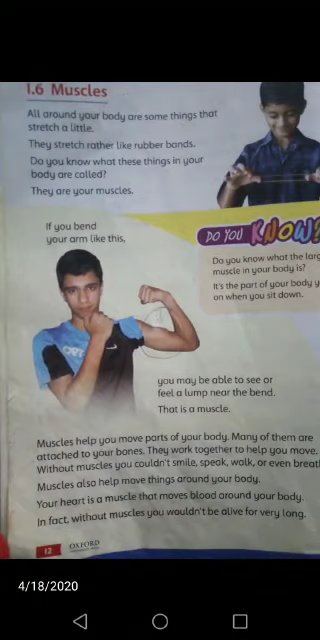 1.6 Muscles
All around your body are some things that
stretch a little.
They stretch rather like rubber bands.
Do you know what these things in your
body are called?
They are your muscles.
If you bend
your arm like this,
DO YOU KNOW?
Do you know what the larg
muscle in your body is?
It's the part of your body y
on when you sit down.
you may be able to see or
feel a lump near the bend.
That is a muscle.
Muscles help you move parts of your body. Many of them are
attached to your bones. They work together to help you move.
Without muscles you couldn't smile, speak, walk, or even breath
Muscles also help move things around your body.
Your heart is a muscle that moves blood around your body.
In fact, without muscles you wouldn't be alive for very long.
12
OXFORD
4/18/2020